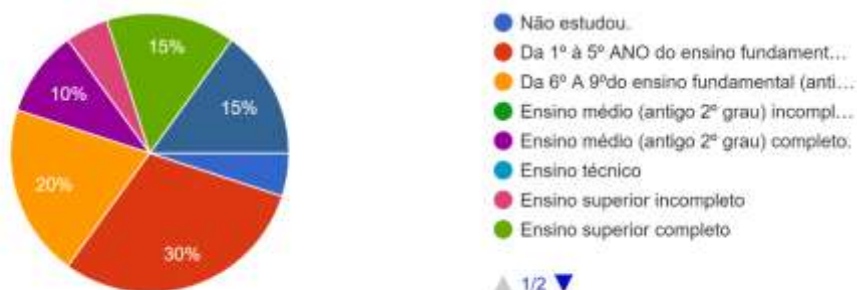 15%
15%
10%
20%
30%
Não estudou.
Da 1º à 5º ANO do ensino fundament...
Da 6º A 9ºdo ensino fundamental (anti...
Ensino médio (antigo 2º grau) incompl...
Ensino médio (antigo 2º grau) completo.
Ensino técnico
Ensino superior incompleto
Ensino superior completo
1/2